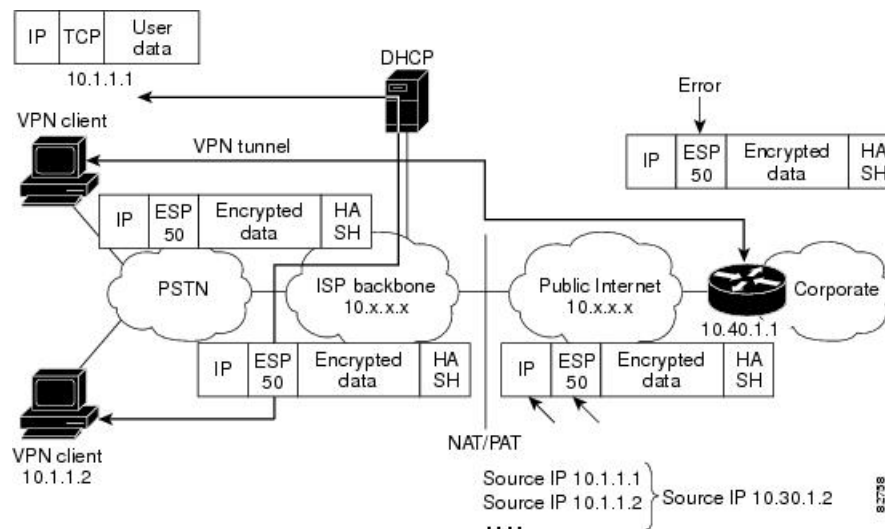 IP TCP User data
10.1.1.1
DHCP
Error
VPN client
VPN tunnel
IP ESP 50 Encrypted data HA SH
IP ESP 50 Encrypted data HA SH
PSTN
ISP backbone
10.x.x.x
Public Internet
10.x.x.x
Corporate
10.40.1.1
IP ESP 50 Encrypted data HA SH
IP ESP 50 Encrypted data HA SH
VPN client
10.1.1.2
NAT/PAT
Source IP 10.1.1.1
Source IP 10.1.1.2
Source IP 10.30.1.2
....
82758